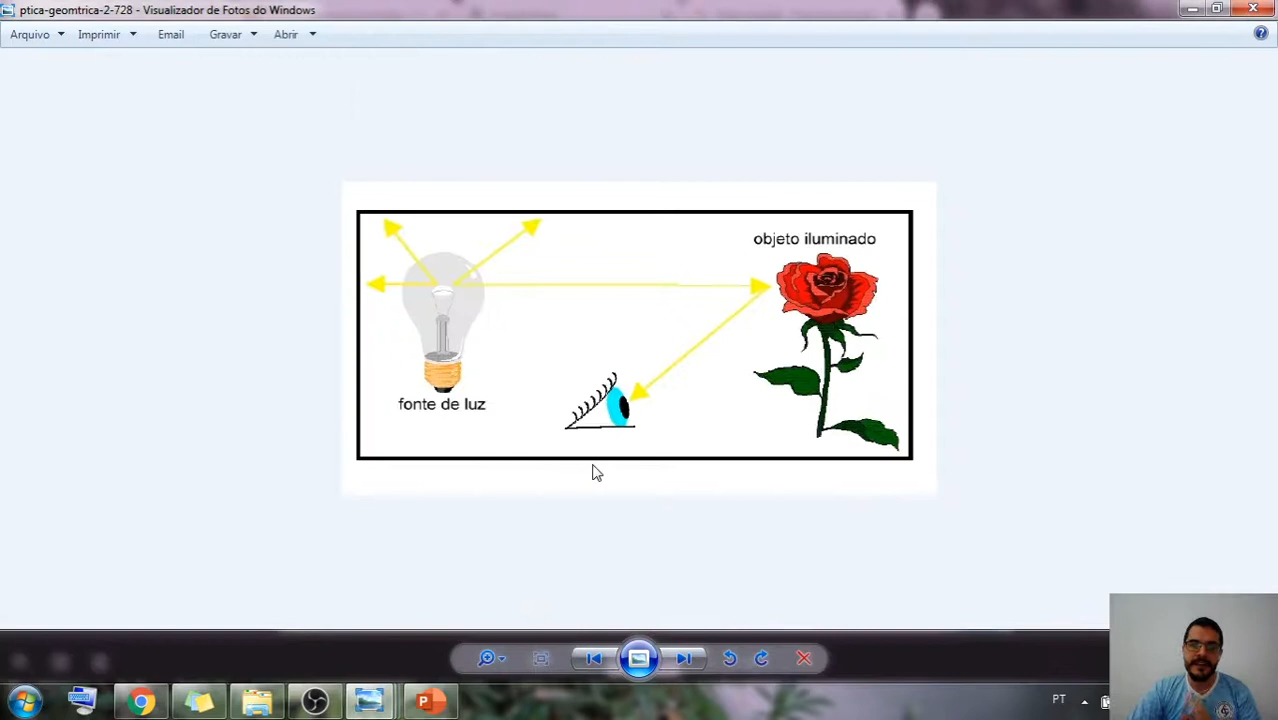 ptica-geomtrica-2-728 - Visualizador de Fotos do Windows
Arquivo Imprimir Email Gravar Abrir
objeto iluminado
fonte de luz
PT